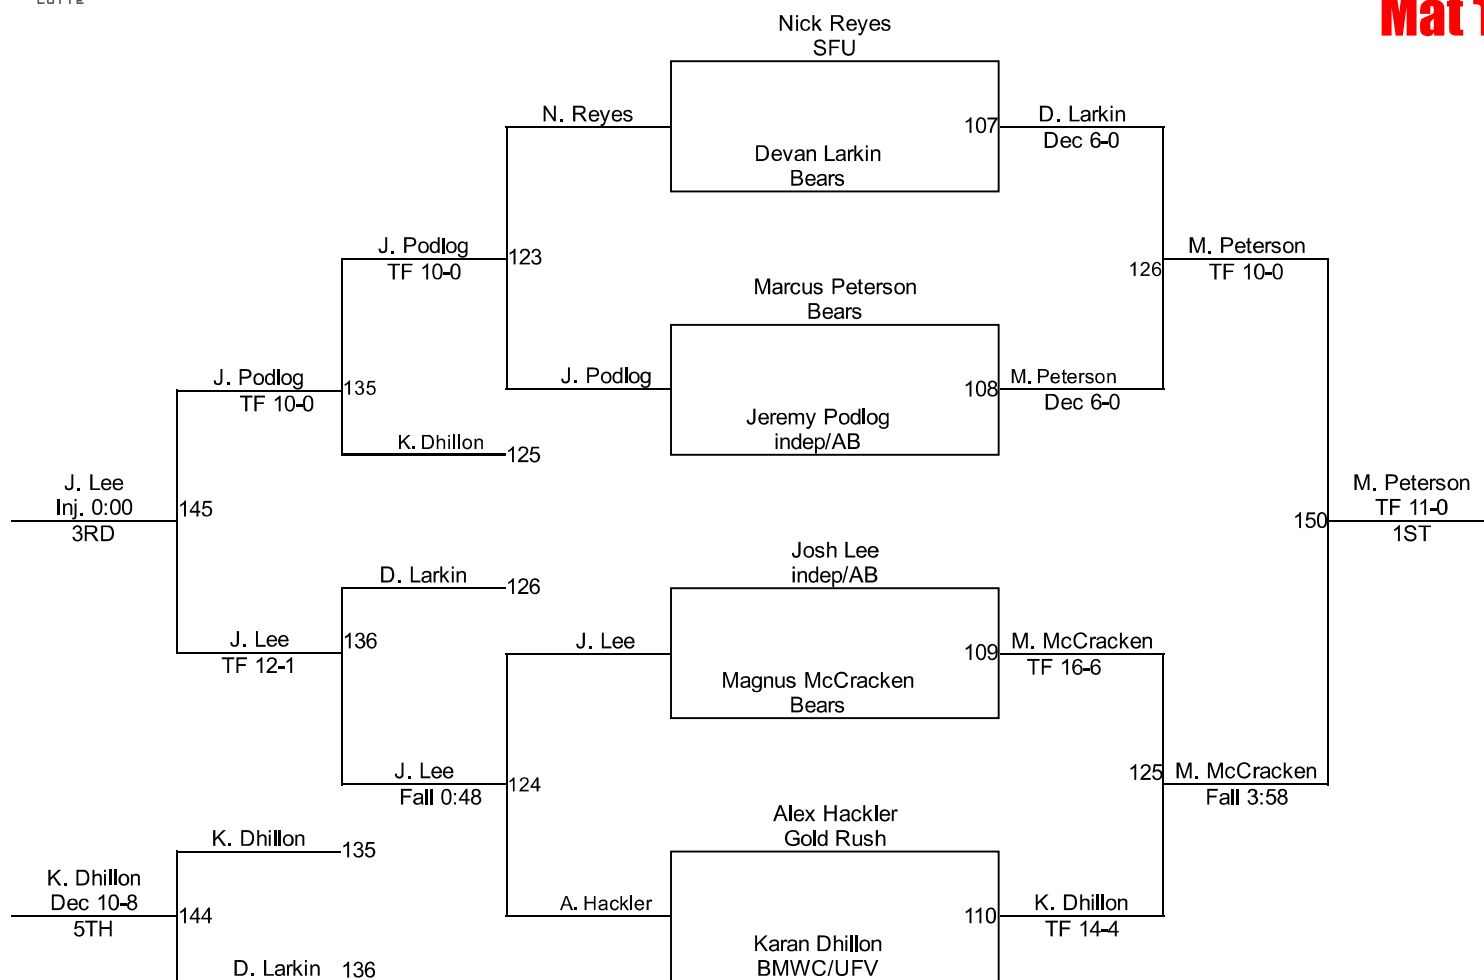 Nick Reyes
SFU
N. Reyes
107
D. Larkin
Dec 6-0
Devan Larkin
Bears
J. Podlog
TF 10-0
123
M. Peterson
TF 10-0
126
Marcus Peterson
Bears
J. Podlog
TF 10-0
135
J. Podlog
108
M. Peterson
Dec 6-0
Jeremy Podlog
indep/AB
K. Dhillon
125
J. Lee
Inj. 0:00
3RD
145
M. Peterson
TF 11-0
1ST
150
Josh Lee
indep/AB
D. Larkin
126
J. Lee
TF 12-1
136
J. Lee
109
M. McCracken
TF 16-6
Magnus McCracken
Bears
J. Lee
Fall 0:48
124
125
M. McCracken
Fall 3:58
Alex Hackler
Gold Rush
K. Dhillon
135
K. Dhillon
Dec 10-8
5TH
144
A. Hackler
110
K. Dhillon
TF 14-4
Karan Dhillon
BMWC/UFV
D. Larkin
136
Mat